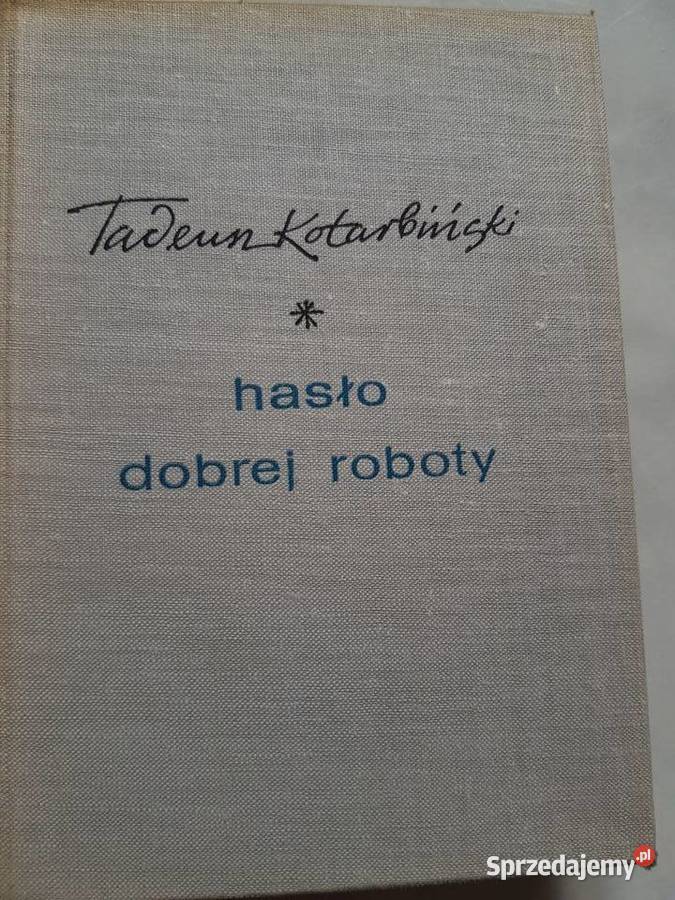 Tadeusz Kotarbiński
*
hasło
dobrej roboty
Sprzedajemy.pl